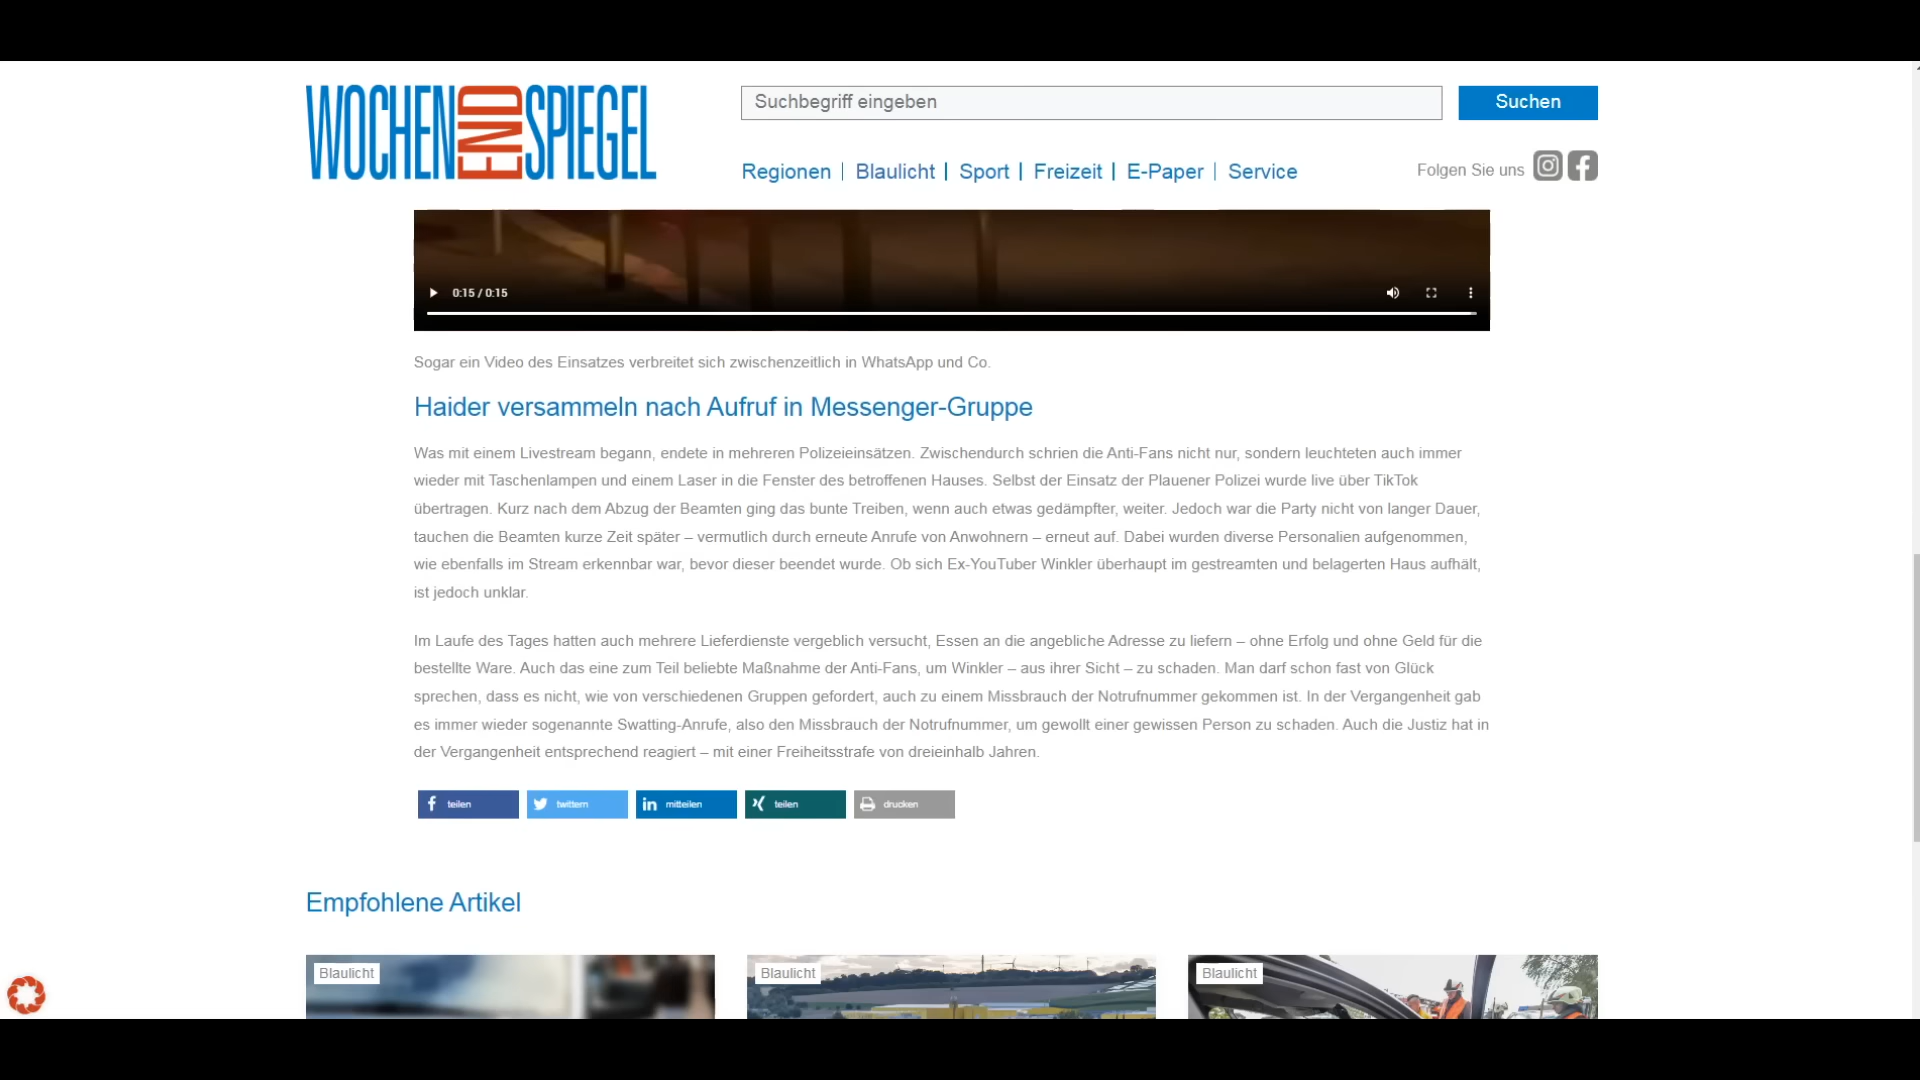 WOCHENENDSPIEGEL
Suchbegriff eingeben
Suchen
Regionen | Blaulicht | Sport | Freizeit | E-Paper | Service
Folgen Sie uns
0:15 / 0:15
Sogar ein Video des Einsatzes verbreitet sich zwischenzeitlich in WhatsApp und Co.
Haider versammeln nach Aufruf in Messenger-Gruppe
Was mit einem Livestream begann, endete in mehreren Polizeieinsätzen. Zwischendurch schrien die Anti-Fans nicht nur, sondern leuchteten auch immer
wieder mit Taschenlampen und einem Laser in die Fenster des betroffenen Hauses. Selbst der Einsatz der Plauener Polizei wurde live über TikTok
übertragen. Kurz nach dem Abzug der Beamten ging das bunte Treiben, wenn auch etwas gedämpfter, weiter. Jedoch war die Party nicht von langer Dauer,
tauchen die Beamten kurze Zeit später – vermutlich durch erneute Anrufe von Anwohnern – erneut auf. Dabei wurden diverse Personalien aufgenommen,
wie ebenfalls im Stream erkennbar war, bevor dieser beendet wurde. Ob sich Ex-YouTuber Winkler überhaupt im gestreamten und belagerten Haus aufhält,
ist jedoch unklar.
Im Laufe des Tages hatten auch mehrere Lieferdienste vergeblich versucht, Essen an die angebliche Adresse zu liefern – ohne Erfolg und ohne Geld für die
bestellte Ware. Auch das eine zum Teil beliebte Maßnahme der Anti-Fans, um Winkler – aus ihrer Sicht – zu schaden. Man darf schon fast von Glück
sprechen, dass es nicht, wie von verschiedenen Gruppen gefordert, auch zu einem Missbrauch der Notrufnummer gekommen ist. In der Vergangenheit gab
es immer wieder sogenannte Swatting-Anrufe, also den Missbrauch der Notrufnummer, um gewollt einer gewissen Person zu schaden. Auch die Justiz hat in
der Vergangenheit entsprechend reagiert – mit einer Freiheitsstrafe von dreieinhalb Jahren.
teilen
twittern
mitteilen
teilen
drucken
Empfohlene Artikel
Blaulicht
Blaulicht
Blaulicht